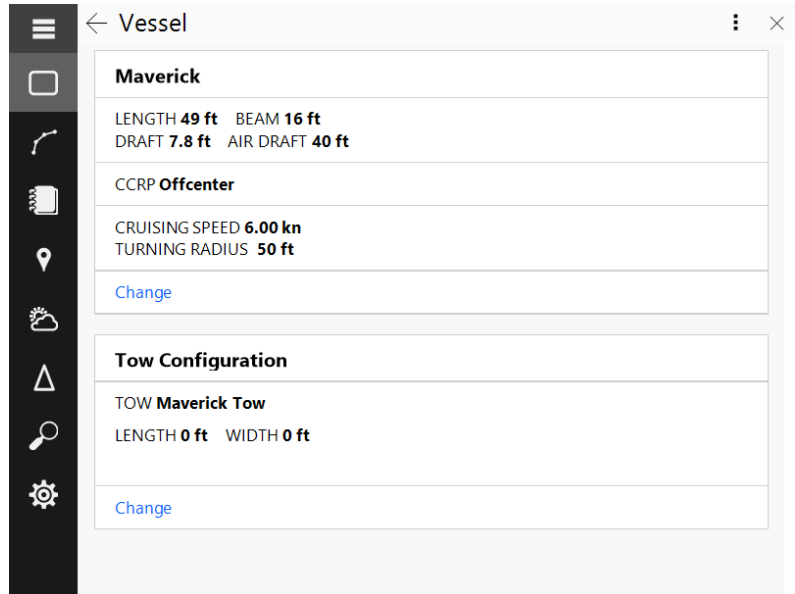 Vessel
Maverick
LENGTH 49 ft BEAM 16 ft
DRAFT 7.8 ft AIR DRAFT 40 ft
CCRP Offcenter
CRUISING SPEED 6.00 kn
TURNING RADIUS 50 ft
Change
Tow Configuration
TOW Maverick Tow
LENGTH 0 ft WIDTH 0 ft
Change